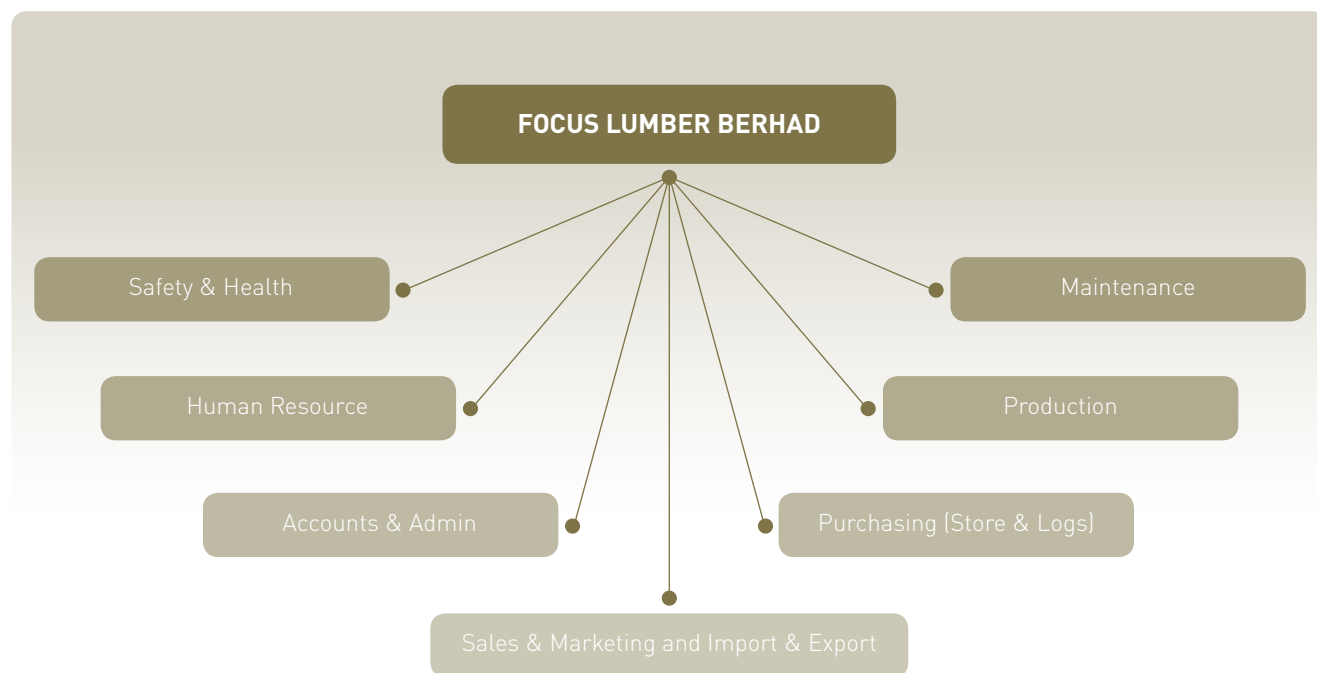 FOCUS LUMBER BERHAD
Safety & Health
Maintenance
Human Resource
Production
Accounts & Admin
Purchasing (Store & Logs)
Sales & Marketing and Import & Export